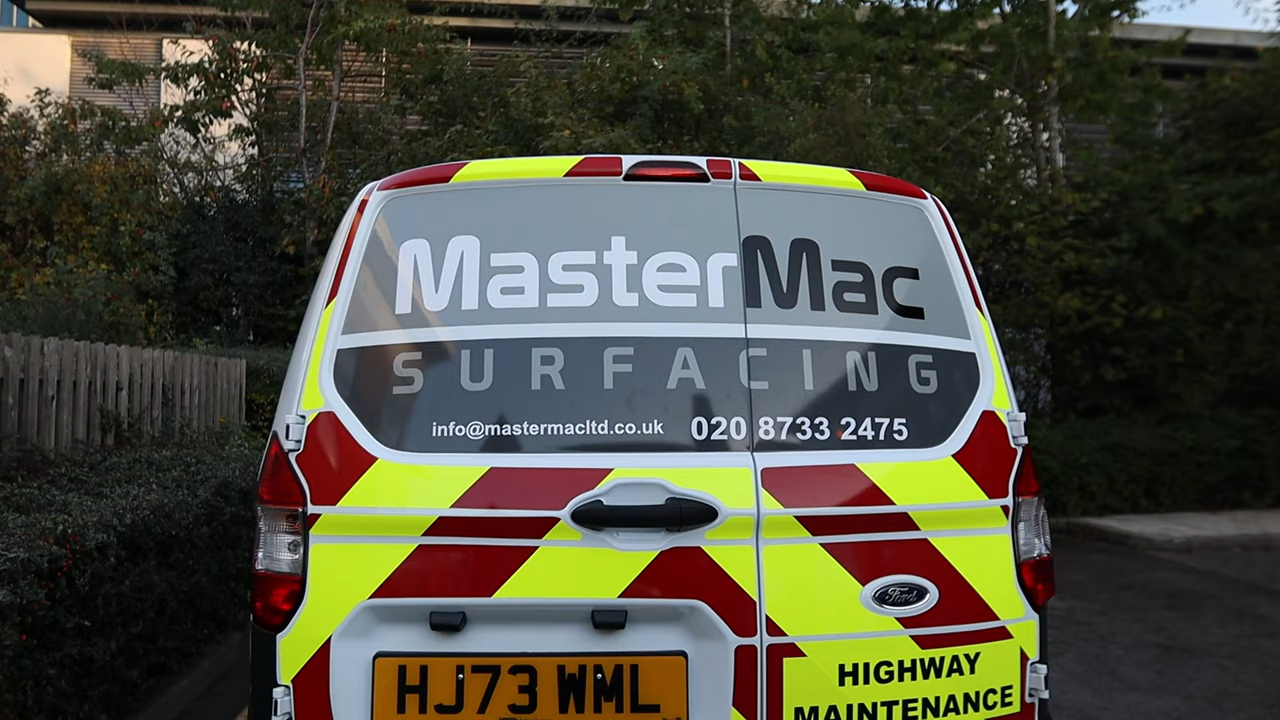 MasterMac
SURFACING
info@mastermacltd.co.uk 020 8733 2475
Ford
HJ73 WML
HIGHWAY
MAINTENANCE